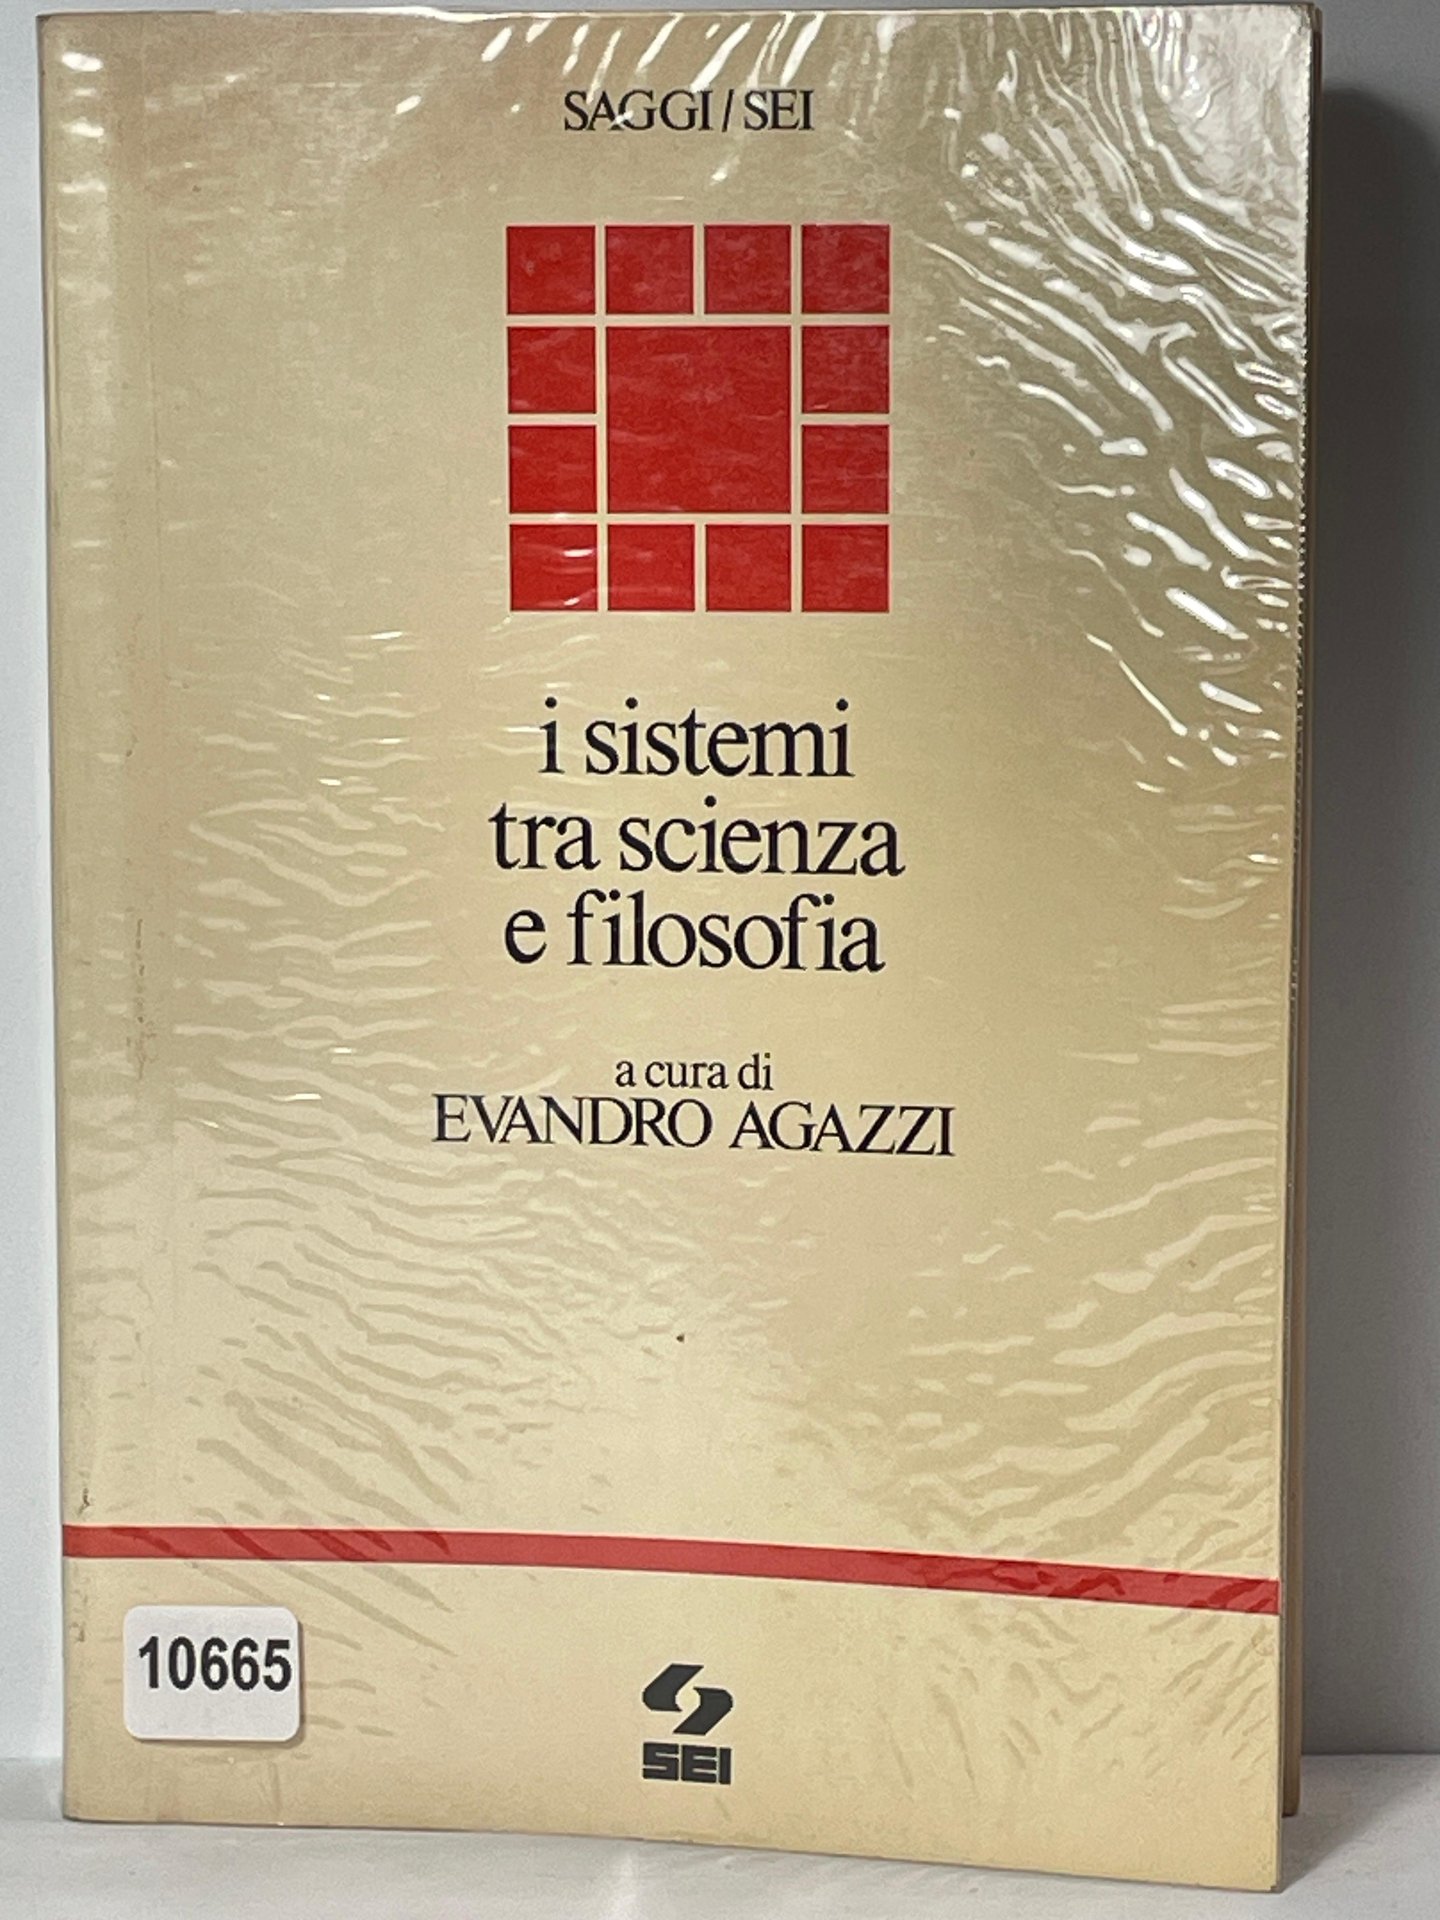 SAGGI / SEI
i sistemi
tra scienza
e filosofia
a cura di
EVANDRO AGAZZI
10665
SEI